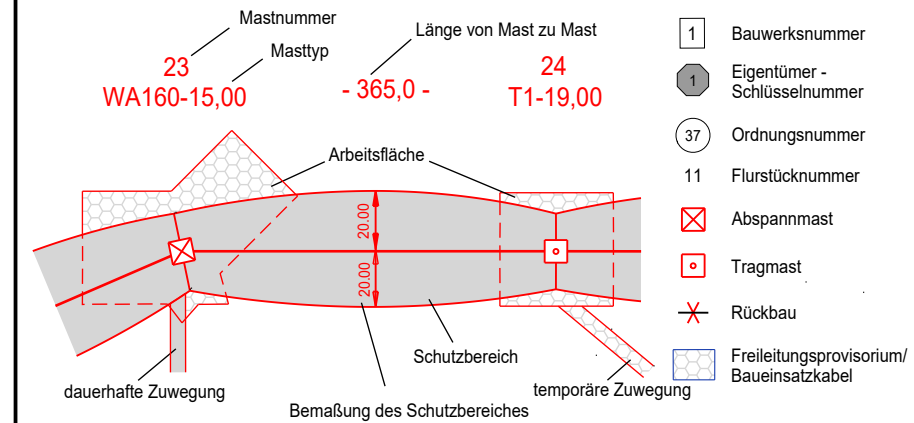 Mastnummer
Masttyp
Länge von Mast zu Mast
23
WA160-15,00
- 365,0 -
24
T1-19,00
Arbeitsfläche
20.00
20.00
Schutzbereich
dauerhafte Zuwegung
temporäre Zuwegung
Bemaßung des Schutzbereiches
1 Bauwerksnummer
1 Eigentümer -
Schlüsselnummer
37 Ordnungsnummer
11 Flurstücknummer
Abspannmast
Tragmast
Rückbau
Freileitungsprovisorium/
Baueinsatzkabel